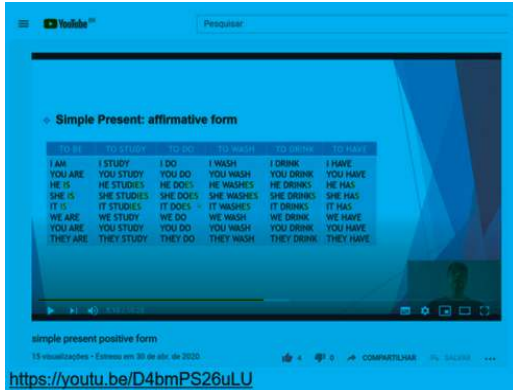 YouTube BR
Pesquisar
Simple Present: affirmative form
TO BE TO STUDY TO DO TO WASH TO DRINK TO HAVE
I AM I STUDY I DO I WASH I DRINK I HAVE
YOU ARE YOU STUDY YOU DO YOU WASH YOU DRINK YOU HAVE
HE IS HE STUDIES HE DOES HE WASHES HE DRINKS HE HAS
SHE IS SHE STUDIES SHE DOES SHE WASHES SHE DRINKS SHE HAS
IT IS IT STUDIES IT DOES IT WASHES IT DRINKS IT HAS
WE ARE WE STUDY WE DO WE WASH WE DRINK WE HAVE
YOU ARE YOU STUDY YOU DO YOU WASH YOU DRINK YOU HAVE
THEY ARE THEY STUDY THEY DO THEY WASH THEY DRINK THEY HAVE
simple present positive form
15 visualizações • Estreou em 30 de abr. de 2020 4 0 COMPARTILHAR SALVAR ...
https://youtu.be/D4bmPS26uLU